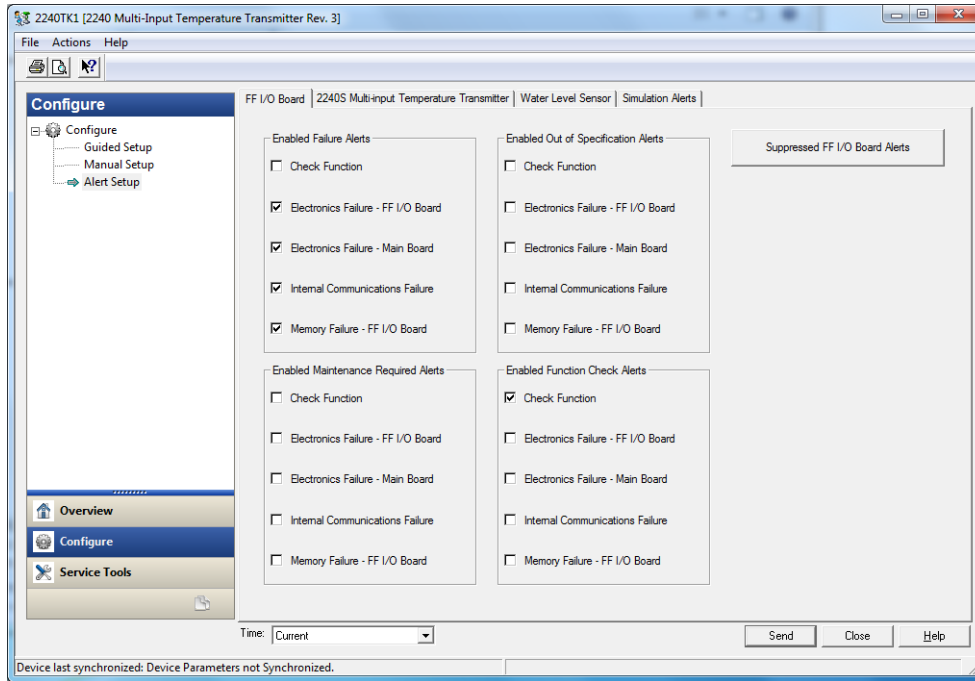 2240TK1 [2240 Multi-Input Temperature Transmitter Rev. 3]
File Actions Help
Configure
Configure
Guided Setup
Manual Setup
Alert Setup
Overview
Configure
Service Tools
FF I/O Board 2240S Multi-input Temperature Transmitter Water Level Sensor Simulation Alerts
Enabled Failure Alerts
Check Function
Electronics Failure - FF I/O Board
Electronics Failure - Main Board
Internal Communications Failure
Memory Failure - FF I/O Board
Enabled Out of Specification Alerts
Check Function
Electronics Failure - FF I/O Board
Electronics Failure - Main Board
Internal Communications Failure
Memory Failure - FF I/O Board
Suppressed FF I/O Board Alerts
Enabled Maintenance Required Alerts
Check Function
Electronics Failure - FF I/O Board
Electronics Failure - Main Board
Internal Communications Failure
Memory Failure - FF I/O Board
Enabled Function Check Alerts
Check Function
Electronics Failure - FF I/O Board
Electronics Failure - Main Board
Internal Communications Failure
Memory Failure - FF I/O Board
Time: Current
Send Close Help
Device last synchronized: Device Parameters not Synchronized.